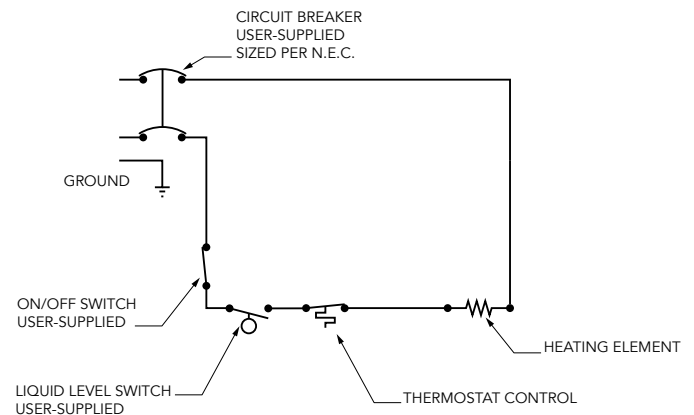 CIRCUIT BREAKER
USER-SUPPLIED
SIZED PER N.E.C.
GROUND
ON/OFF SWITCH
USER-SUPPLIED
HEATING ELEMENT
LIQUID LEVEL SWITCH
USER-SUPPLIED
THERMOSTAT CONTROL